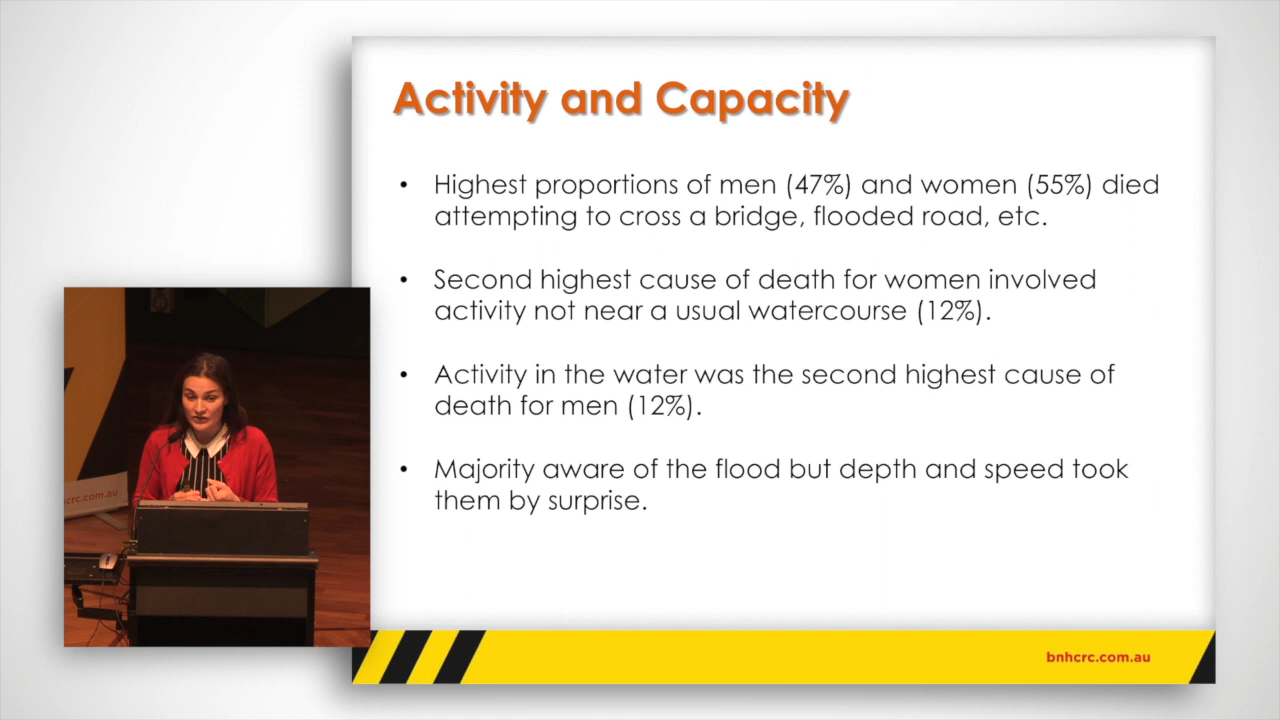 Activity and Capacity
• Highest proportions of men (47%) and women (55%) died
attempting to cross a bridge, flooded road, etc.
• Second highest cause of death for women involved
activity not near a usual watercourse (12%).
• Activity in the water was the second highest cause of
death for men (12%).
• Majority aware of the flood but depth and speed took
them by surprise.
crc.com.au
bnhcrc.com.au